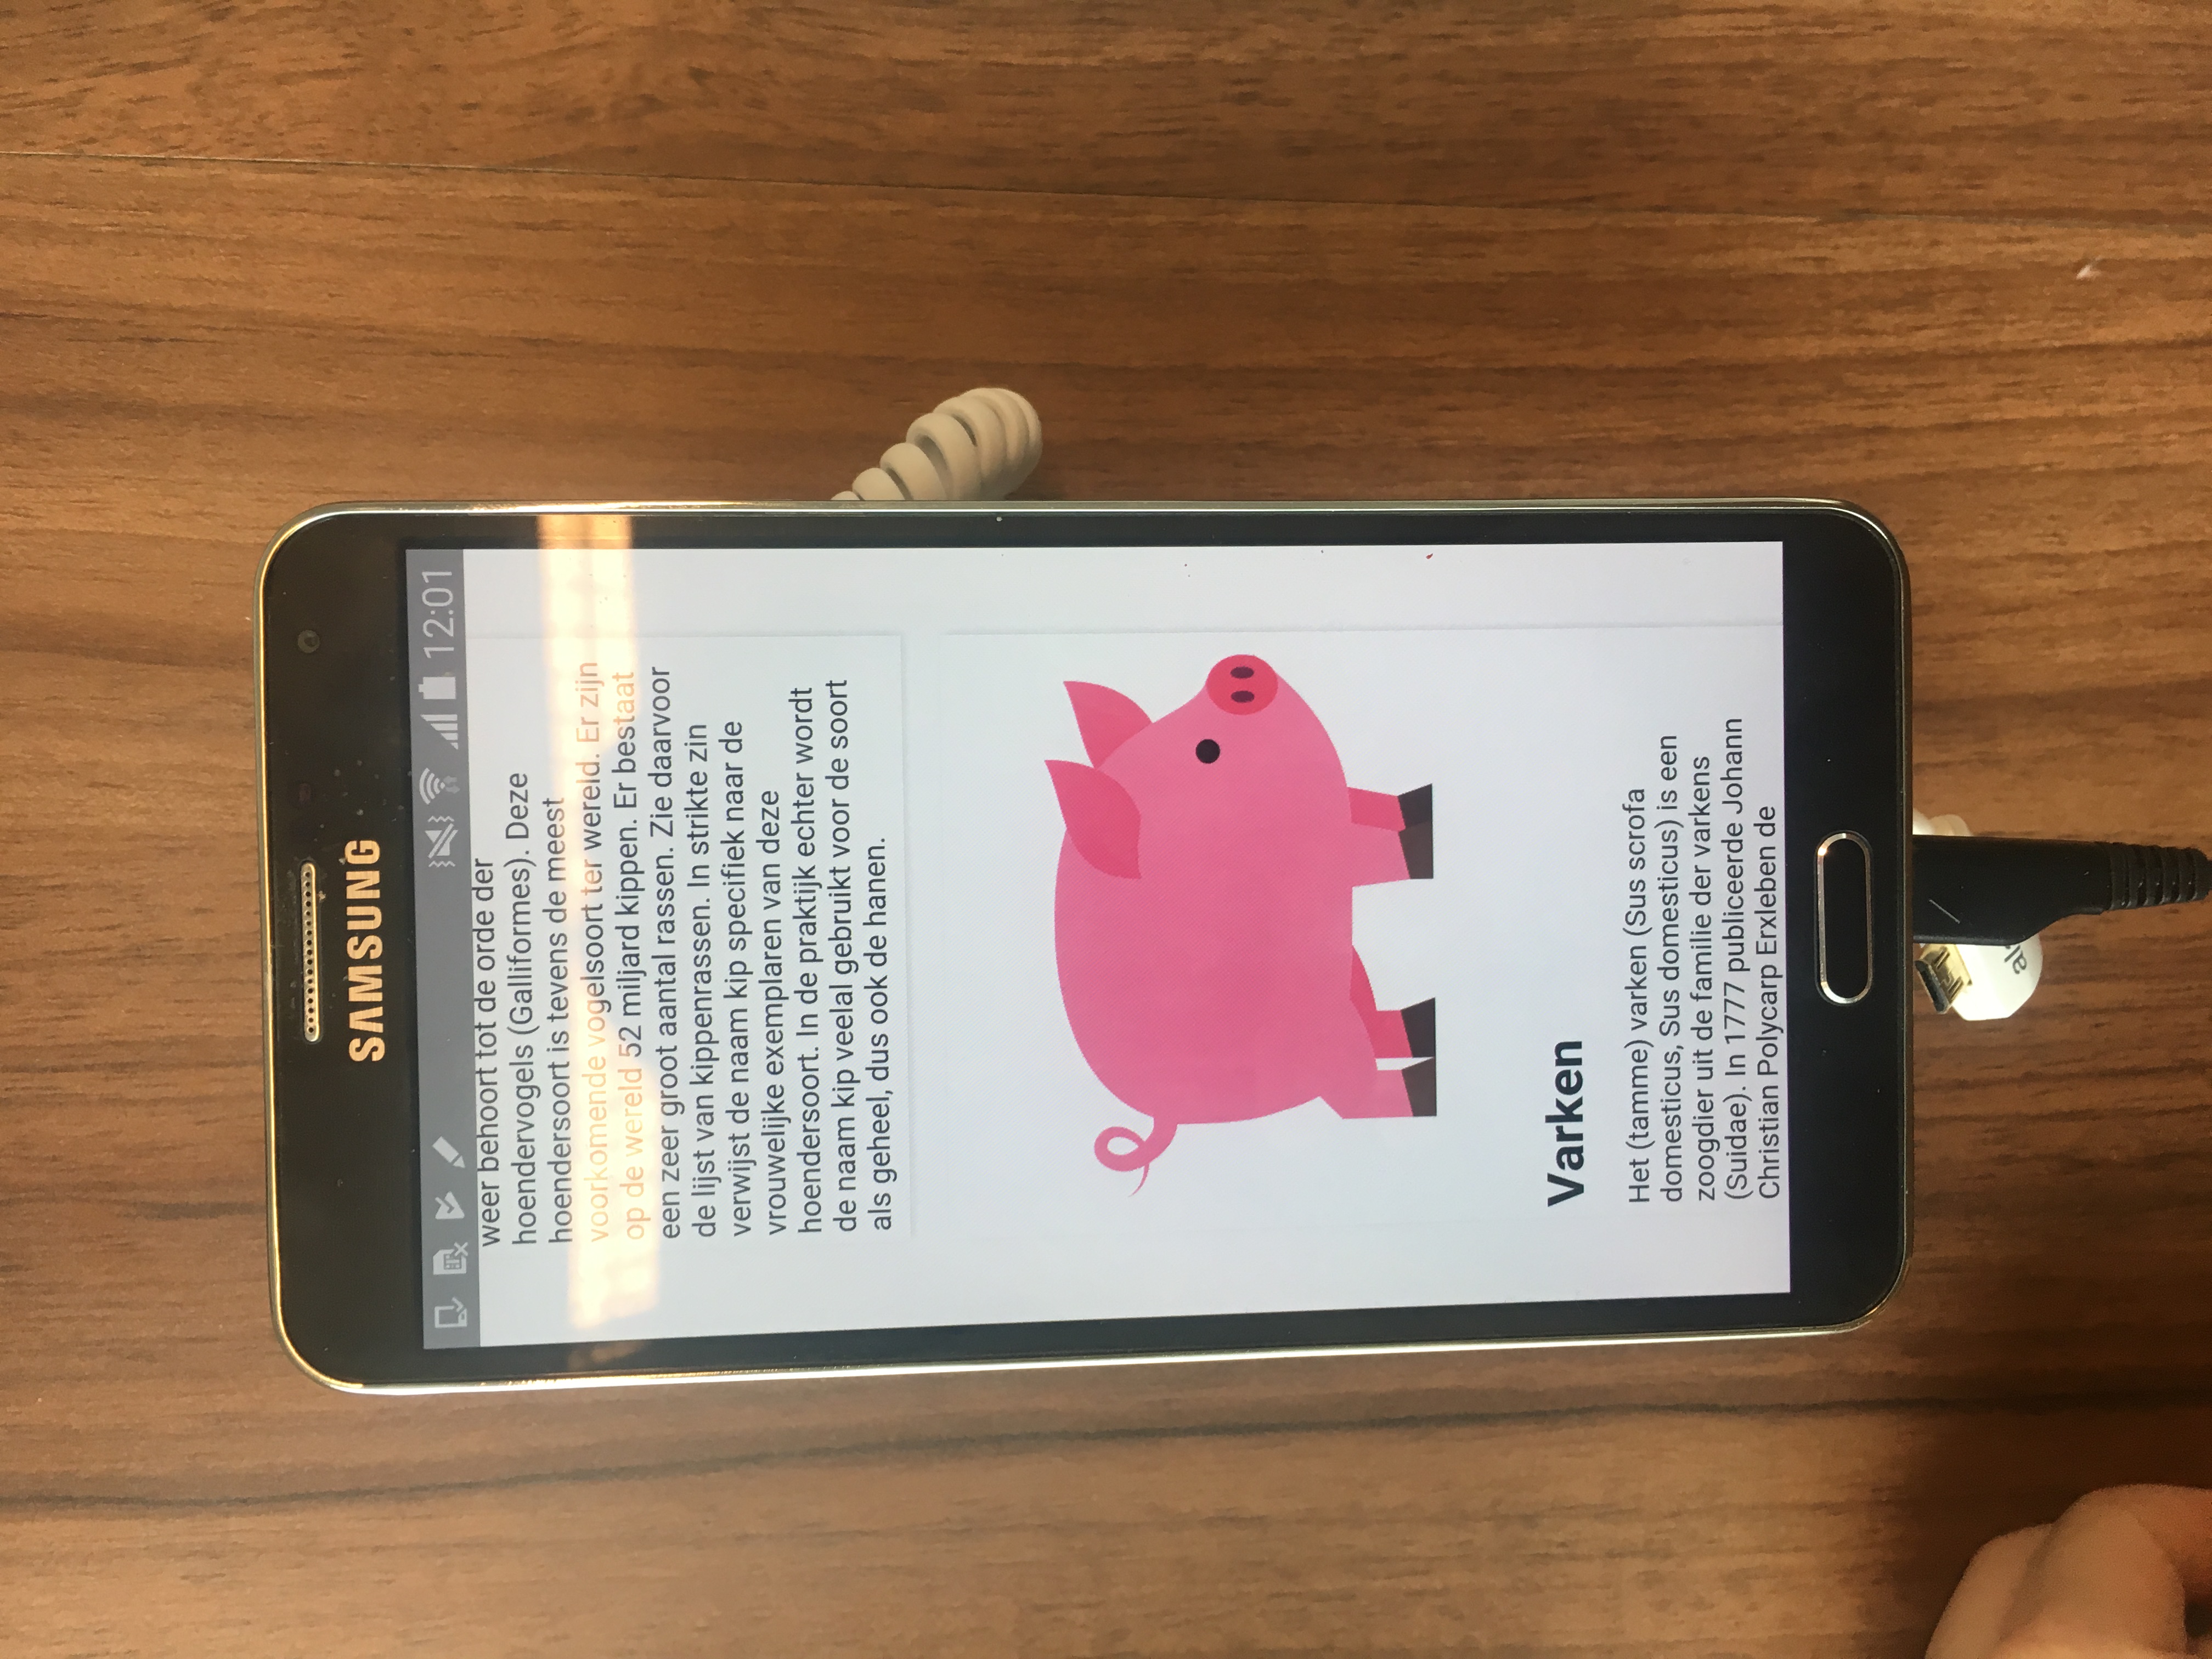 SAMSUNG
12:01
weer behoort tot de orde der
hoendervogels (Galliformes). Deze
hoendersoort is tevens de meest
voorkomende vogelsoort ter wereld. Er zijn
op de wereld 52 miljard kippen. Er bestaat
een zeer groot aantal rassen. Zie daarvoor
de lijst van kippenrassen. In strikte zin
verwijst de naam kip specifiek naar de
vrouwelijke exemplaren van deze
hoendersoort. In de praktijk echter wordt
de naam kip veelal gebruikt voor de soort
als geheel, dus ook de hanen.
Varken
Het (tamme) varken (Sus scrofa
domesticus, Sus domesticus) is een
zoogdier uit de familie der varkens
(Suidae). In 1777 publiceerde Johann
Christian Polycarp Erxleben de